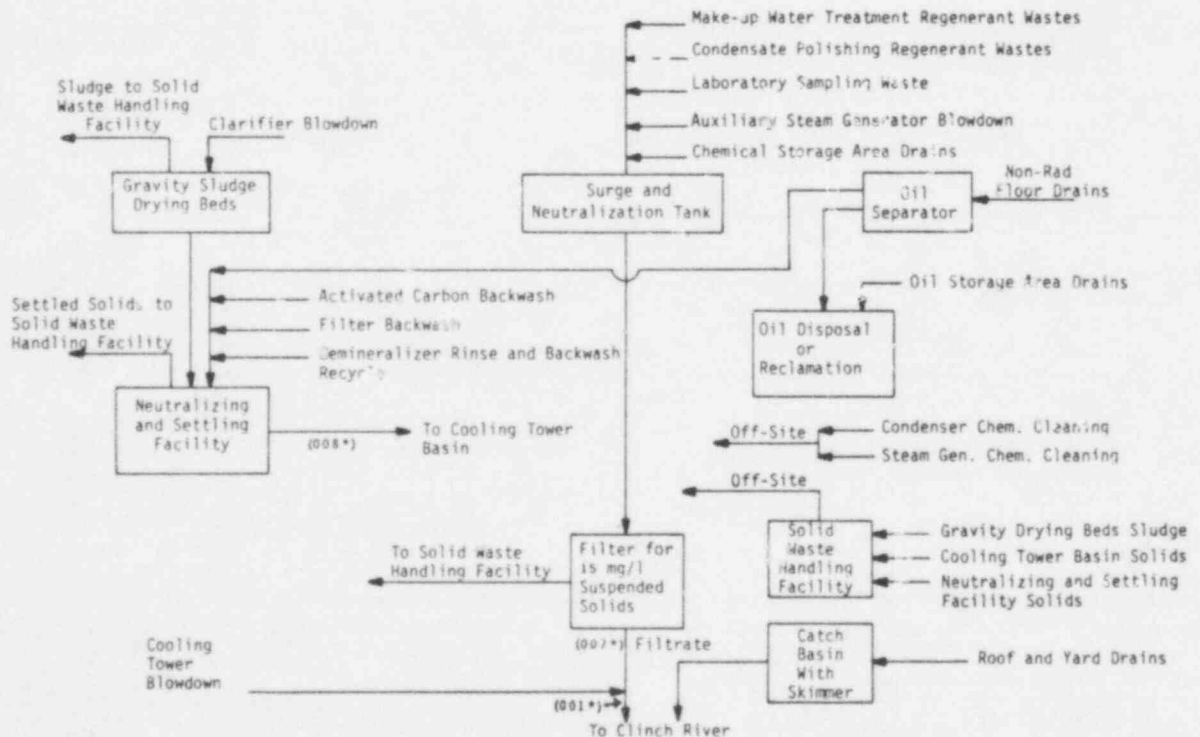 Make-up Water Treatment Regenerant Wastes
Condensate Polishing Regenerant Wastes
Laboratory Sampling Waste
Auxiliary Steam Generator Blowdown
Chemical Storage Area Drains
Sludge to Solid
Waste Handling
Facility
Clarifier Blowdown
Gravity Sludge
Drying Beds
Surge and
Neutralization Tank
Oil
Separator
Non-Rad
Floor Drains
Settled Solids to
Solid Waste
Handling Facility
Activated Carbon Backwash
Filter Backwash
Demineralizer Rinse and Backwash
Recycle
Oil Storage Area Drains
Oil Disposal
or
Reclamation
Neutralizing
and Settling
Facility
(008*)
To Cooling Tower
Basin
Off-Site
Condenser Chem. Cleaning
Steam Gen. Chem. Cleaning
Off-Site
To Solid Waste
Handling Facility
Filter for
15 mg/l
Suspended
Solids
Solid
Waste
Handling
Facility
Gravity Drying Beds Sludge
Cooling Tower Basin Solids
Neutralizing and Settling
Facility Solids
(007*) Filtrate
Cooling
Tower
Blowdown
Catch
Basin
With
Skimmer
Roof and Yard Drains
(001*)
To Clinch River